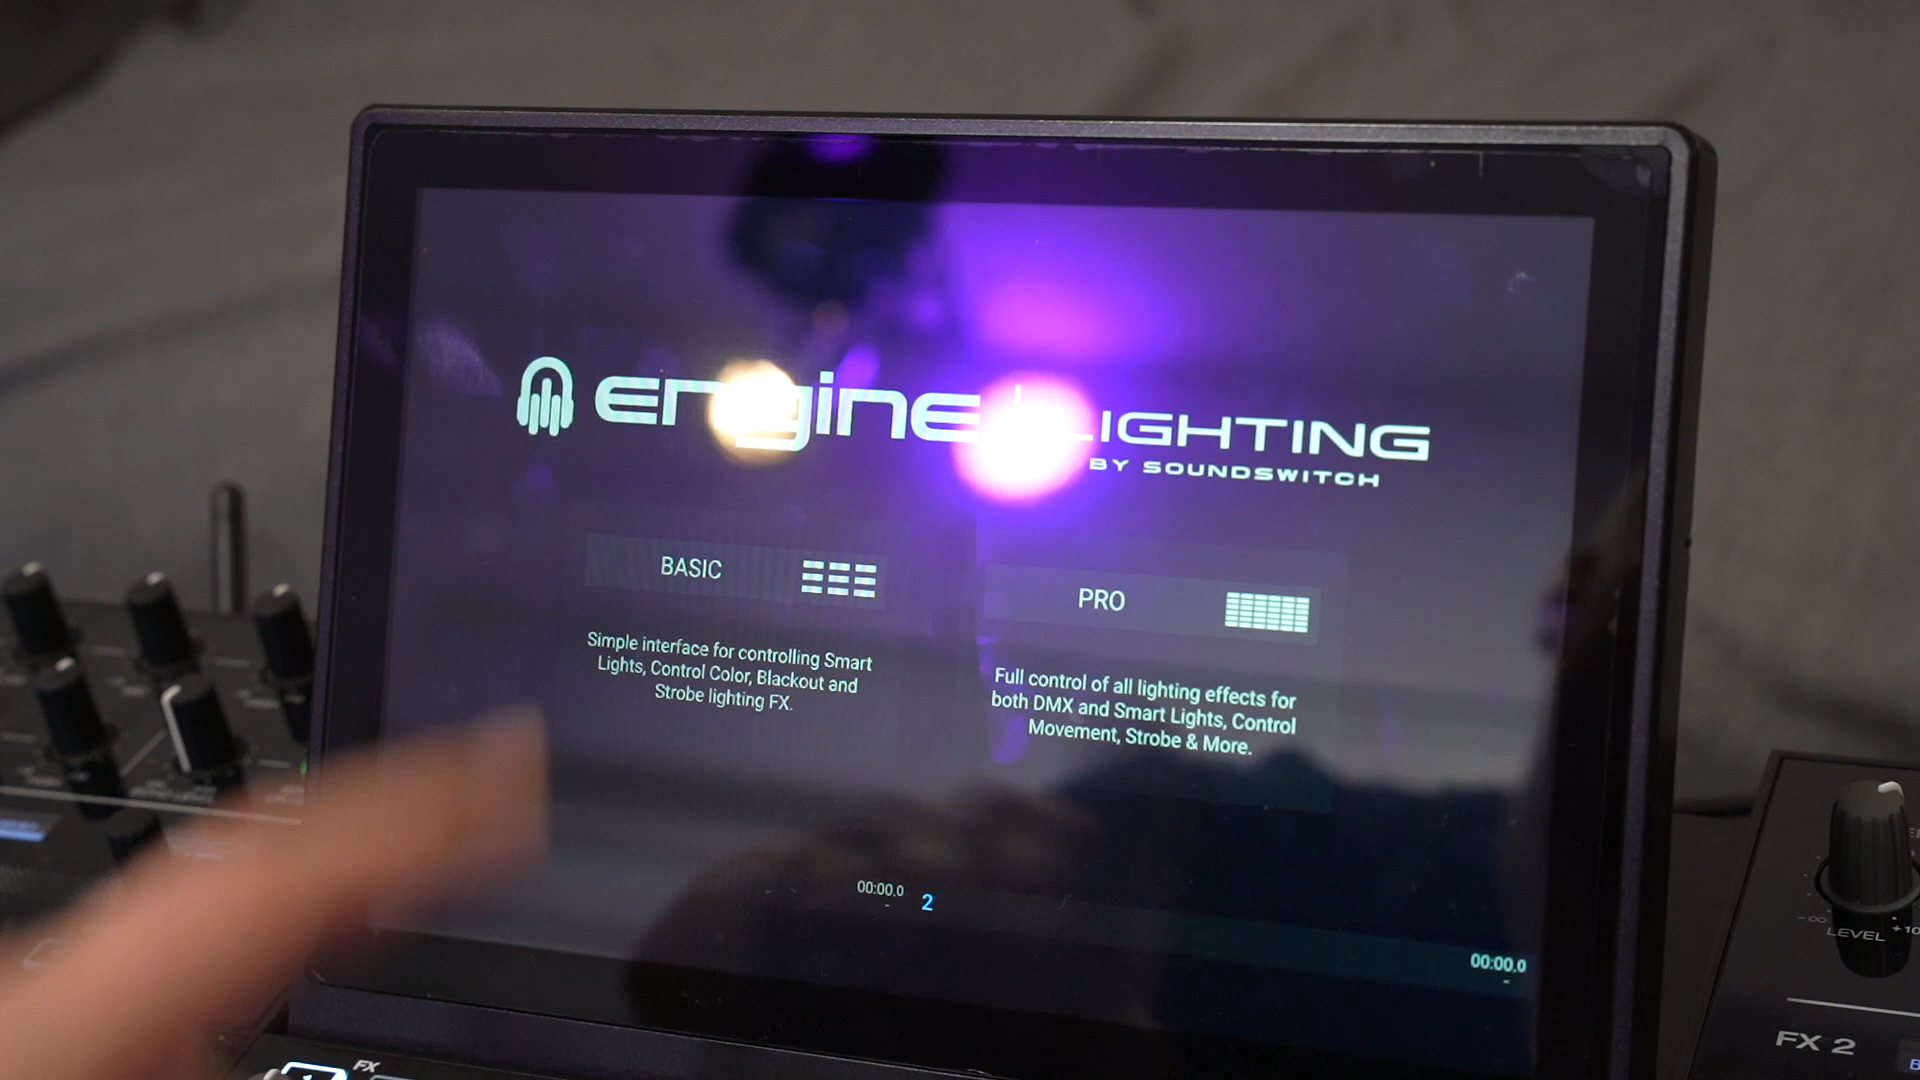 engine LIGHTING
BY SOUNDSWITCH
BASIC
Simple interface for controlling Smart
Lights, Control Color, Blackout and
Strobe lighting FX.
PRO
Full control of all lighting effects for
both DMX and Smart Lights, Control
Movement, Strobe & More.
00:00.0
-
2
00:00.0
-
-∞ LEVEL +10
FX 2
FX
1